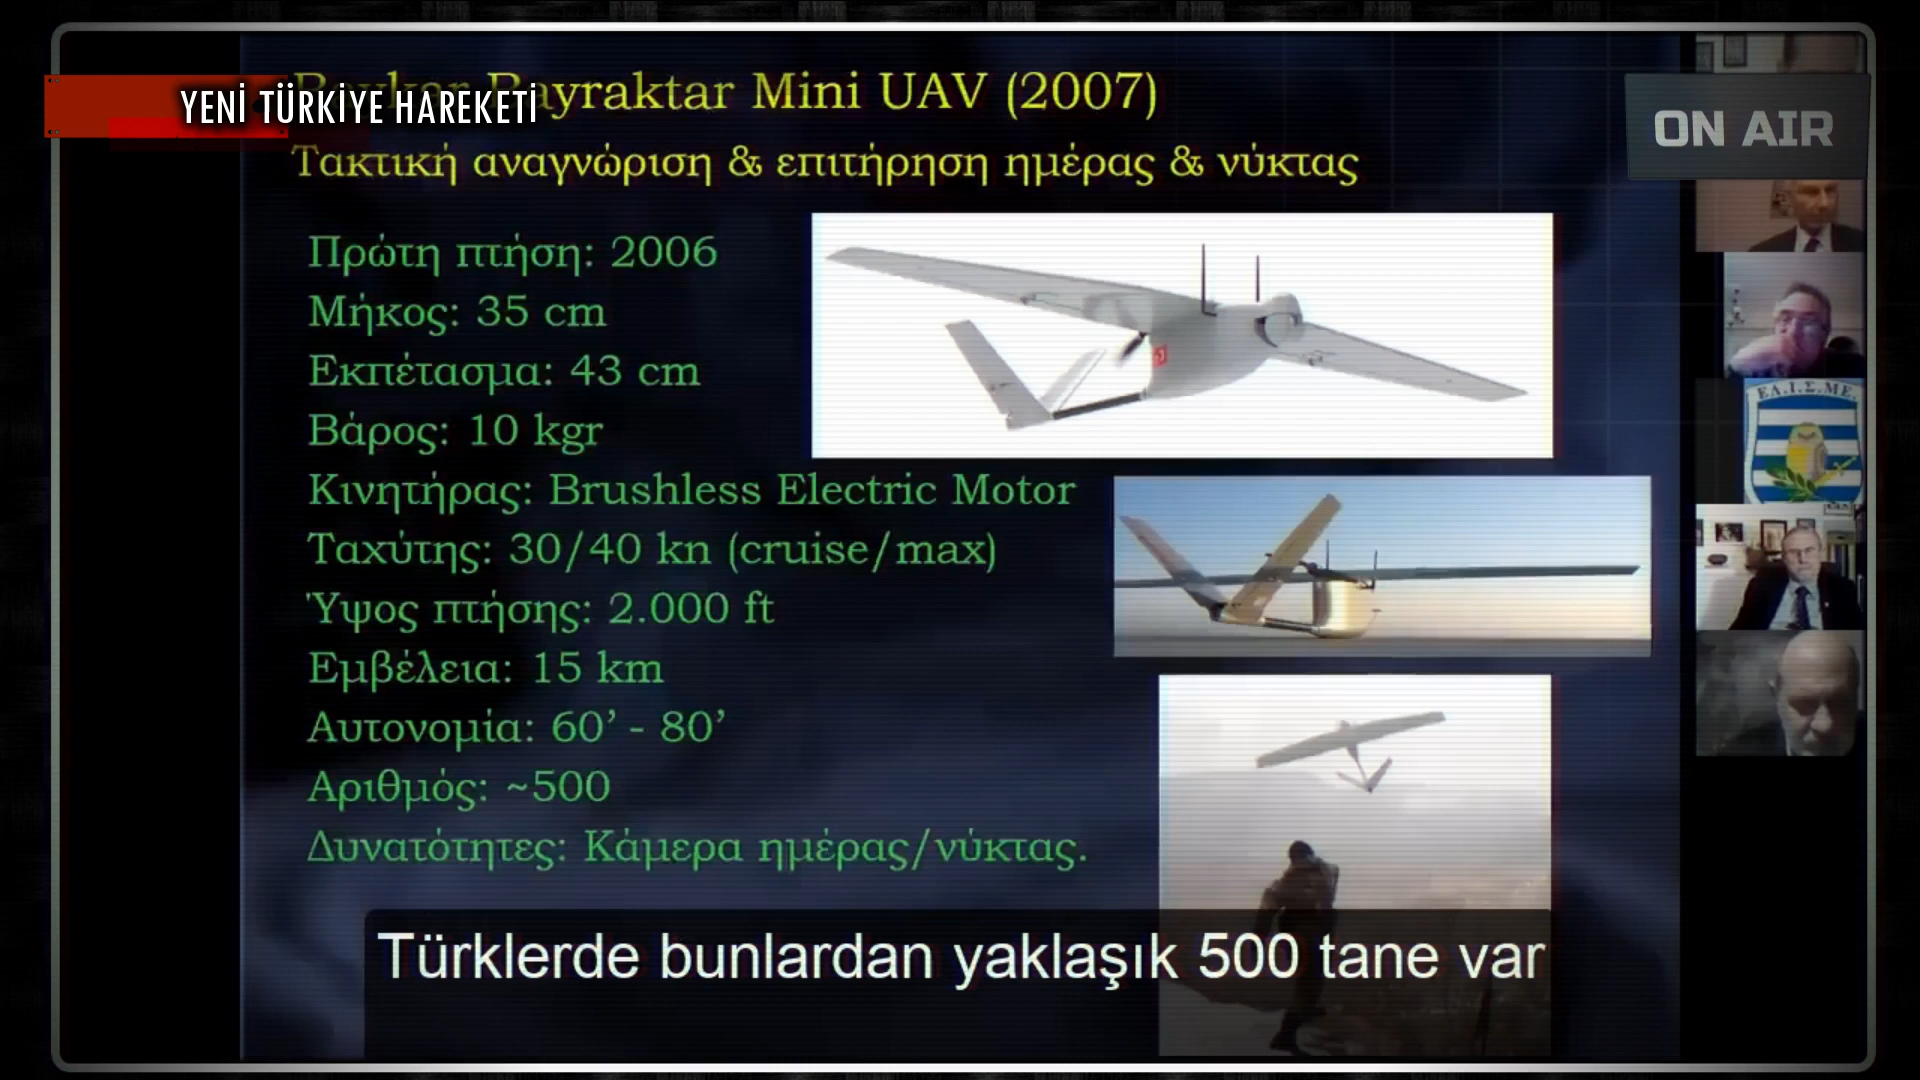 YENİ TÜRKİYE HAREKETİ
Bayraktar Mini UAV (2007)
ON AIR
Τακτική αναγνώριση & επιτήρηση ημέρας & νύκτας
Πρώτη πτήση: 2006
Μήκος: 35 cm
Εκπέτασμα: 43 cm
Βάρος: 10 kgr
Κινητήρας: Brushless Electric Motor
Ταχύτης: 30/40 kn (cruise/max)
Ύψος πτήσης: 2.000 ft
Εμβέλεια: 15 km
Αυτονομία: 60’ - 80’
Αριθμός: ~500
Δυνατότητες: Κάμερα ημέρας/νύκτας.
ΕΛ.Ι.Σ.ΜΕ.
Türklerde bunlardan yaklaşık 500 tane var